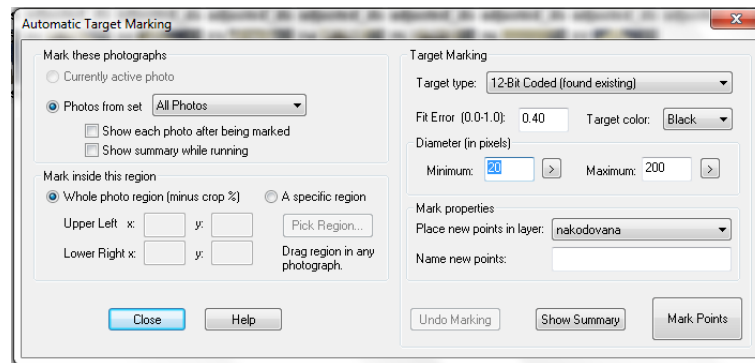 Automatic Target Marking
Mark these photographs
Currently active photo
Photos from set All Photos
Show each photo after being marked
Show summary while running
Mark inside this region
Whole photo region (minus crop %) A specific region
Upper Left x: y: Pick Region...
Lower Right x: y: Drag region in any
photograph.
Close Help
Target Marking
Target type: 12-Bit Coded (found existing)
Fit Error (0.0-1.0): 0.40 Target color: Black
Diameter (in pixels)
Minimum: 20 > Maximum: 200 >
Mark properties
Place new points in layer: nakodovana
Name new points:
Undo Marking Show Summary Mark Points